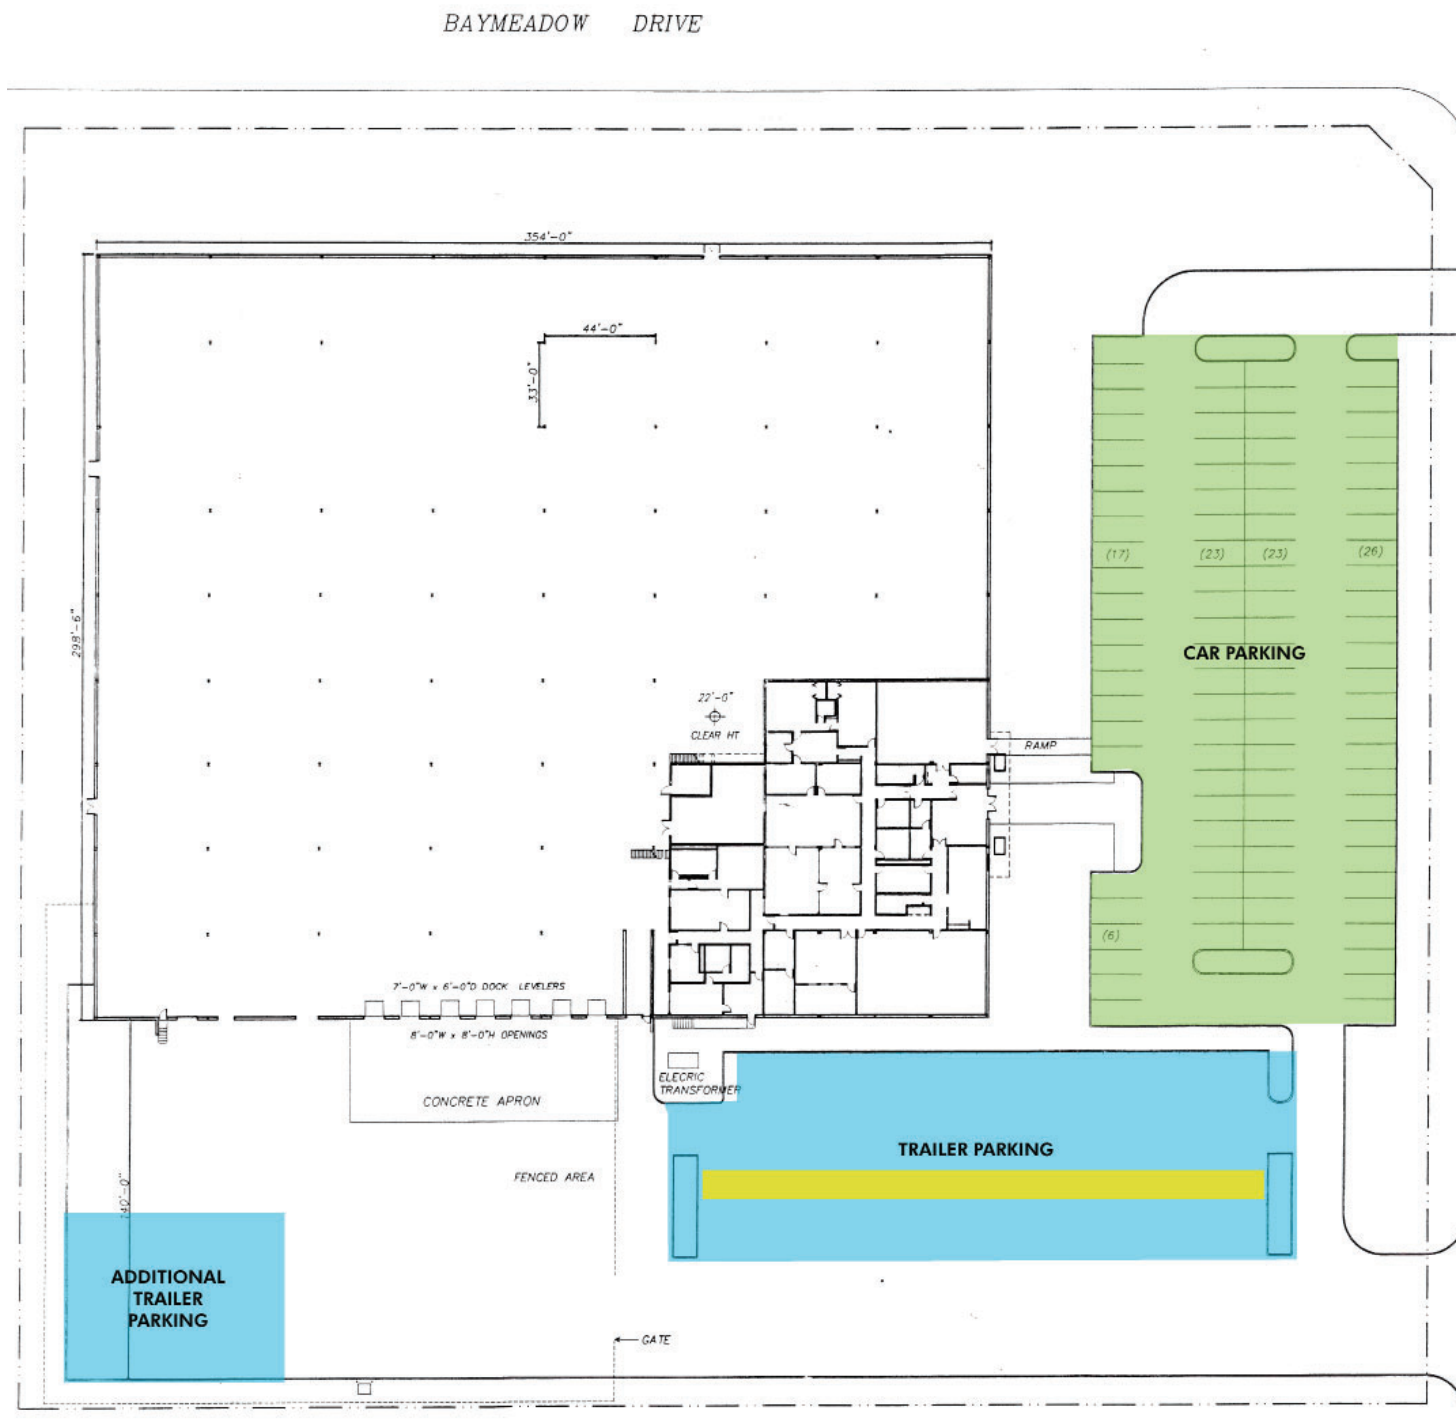 BAYMEADOW DRIVE
354'-0"
44'-0"
33'-0"
298'-6"
(17)
(23)
(23)
(26)
CAR PARKING
22'-0"
CLEAR HT
RAMP
(6)
7'-0"W x 6'-0"D DOCK LEVELERS
8'-0"W x 8'-0"H OPENINGS
ELECRIC
TRANSFORMER
CONCRETE APRON
TRAILER PARKING
FENCED AREA
140'-0"
ADDITIONAL
TRAILER
PARKING
GATE